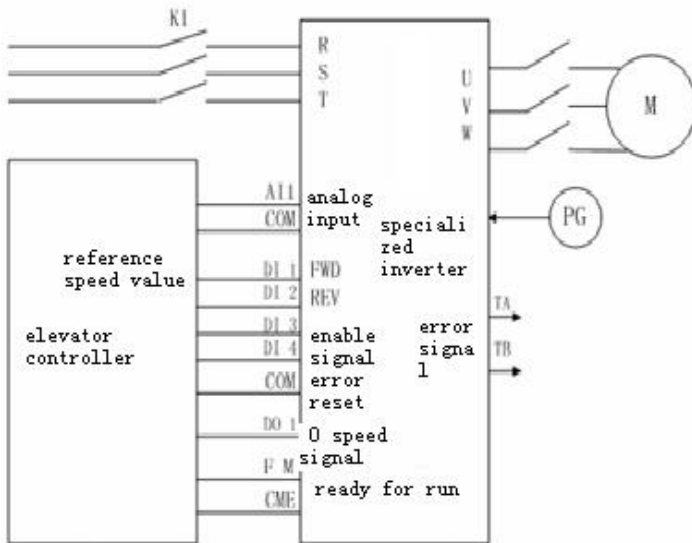 K1
R
S
T
U
V
W
M
AI1
COM
analog
input
PG
speciali
zed
inverter
reference
speed value
DI 1
FWD
DI 2
REV
elevator
controller
DI 3
DI 4
enable
signal
COM
error
reset
TA
error
signa
l
TB
DO 1
0 speed
signal
F M
ready for run
CME